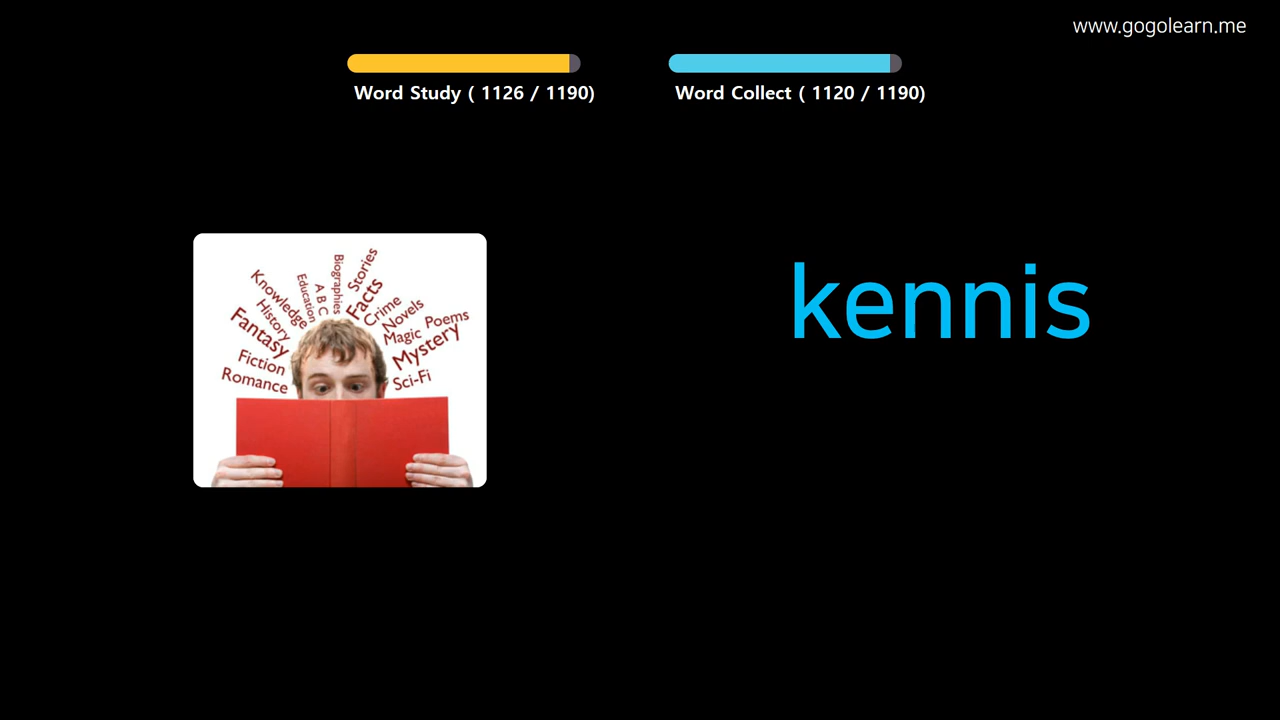 www.gogolearn.me
Word Study ( 1126 / 1190)
Word Collect ( 1120 / 1190)
kennis
Knowledge
History
Fantasy
Fiction
Romance
Education
A B C
Biographies
Stories
Facts
Crime
Novels
Magic
Poems
Mystery
Sci-Fi